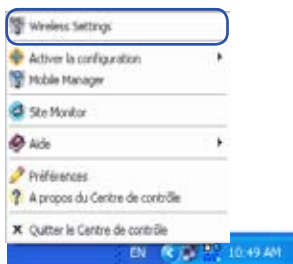 Wireless Settings
Activer la configuration
Mobile Manager
Site Monitor
Aide
Préférences
A propos du Centre de contrôle
Quitter le Centre de contrôle
EN 10:49 AM